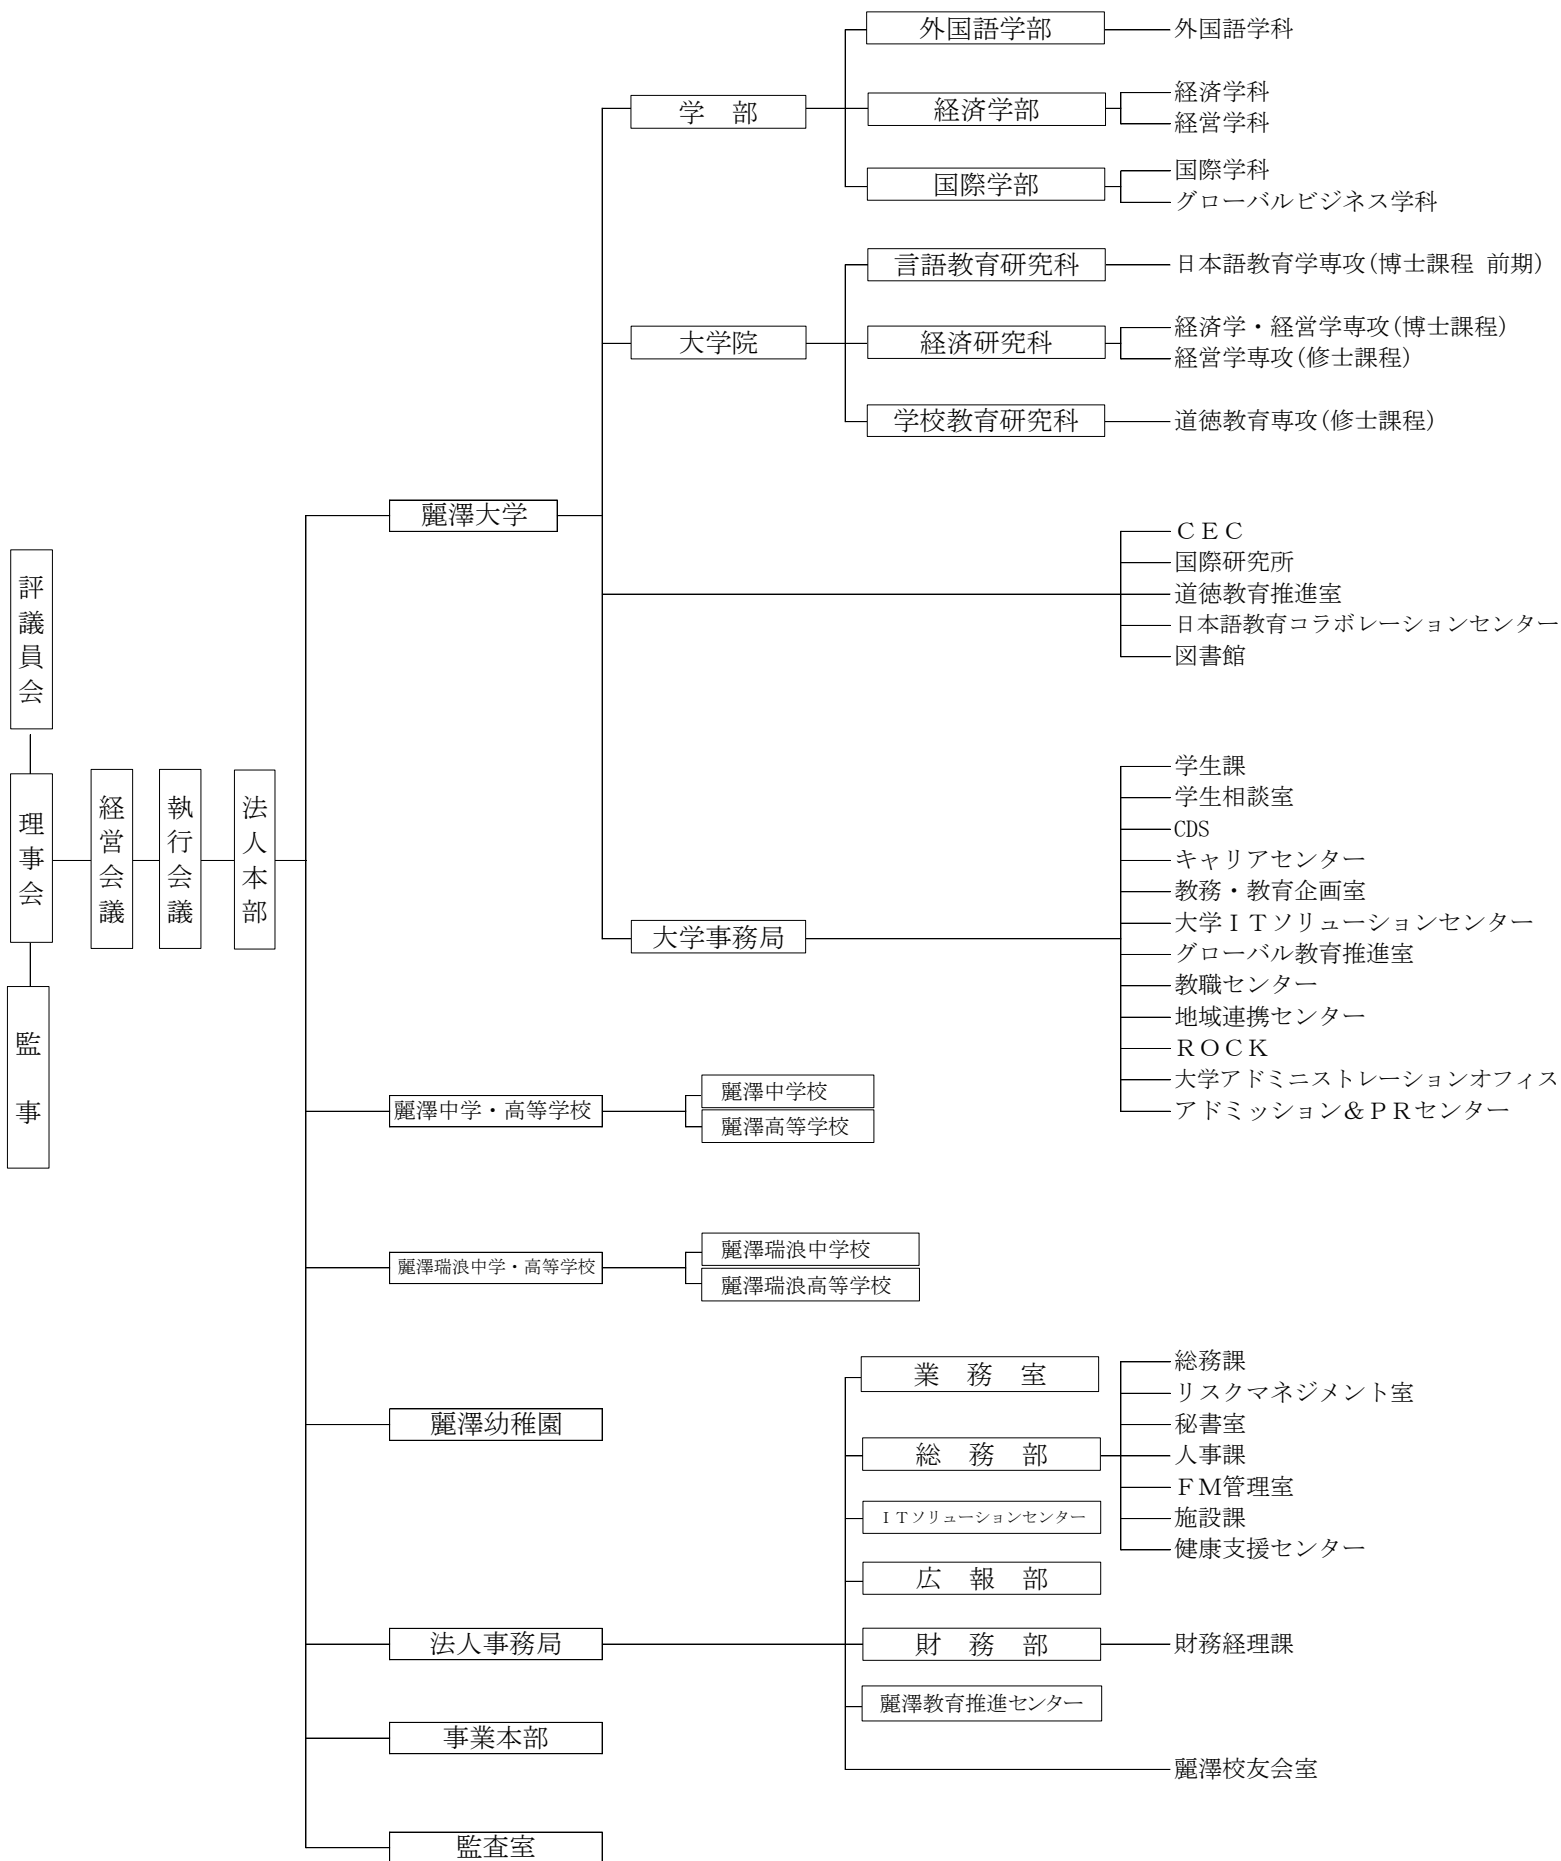 評議員会
理事会
監　事
経営会議
執行会議
法人本部
麗澤大学
学　部
外国語学部
外国語学科
経済学部
経済学科
経営学科
国際学部
国際学科
グローバルビジネス学科
大学院
言語教育研究科
日本語教育学専攻(博士課程 前期)
経済研究科
経済学・経営学専攻(博士課程)
経営学専攻(修士課程)
学校教育研究科
道徳教育専攻(修士課程)
ＣＥＣ
国際研究所
道徳教育推進室
日本語教育コラボレーションセンター
図書館
大学事務局
学生課
学生相談室
CDS
キャリアセンター
教務・教育企画室
大学ＩＴソリューションセンター
グローバル教育推進室
教職センター
地域連携センター
ＲＯＣＫ
大学アドミニストレーションオフィス
アドミッション＆ＰＲセンター
麗澤中学・高等学校
麗澤中学校
麗澤高等学校
麗澤瑞浪中学・高等学校
麗澤瑞浪中学校
麗澤瑞浪高等学校
麗澤幼稚園
法人事務局
業　務　室
総　務　部
総務課
リスクマネジメント室
秘書室
人事課
ＦＭ管理室
施設課
健康支援センター
ＩＴソリューションセンター
広　報　部
財　務　部
財務経理課
麗澤教育推進センター
麗澤校友会室
事業本部
監査室